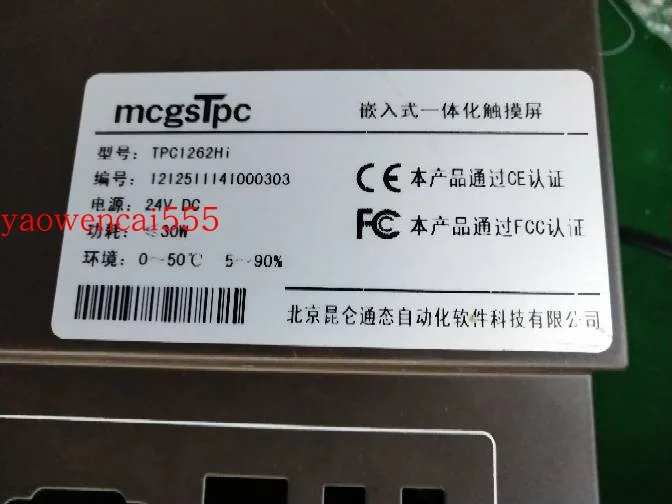 mcgsTpc
嵌入式一体化触摸屏
型号: TPC1262Hi
编号: 1212511141000303
电源: 24V DC
功耗: ≤30W
环境: 0~50℃ 5~90%
CE 本产品通过CE认证
FC 本产品通过FCC认证
北京昆仑通态自动化软件科技有限公司
yaowencai555